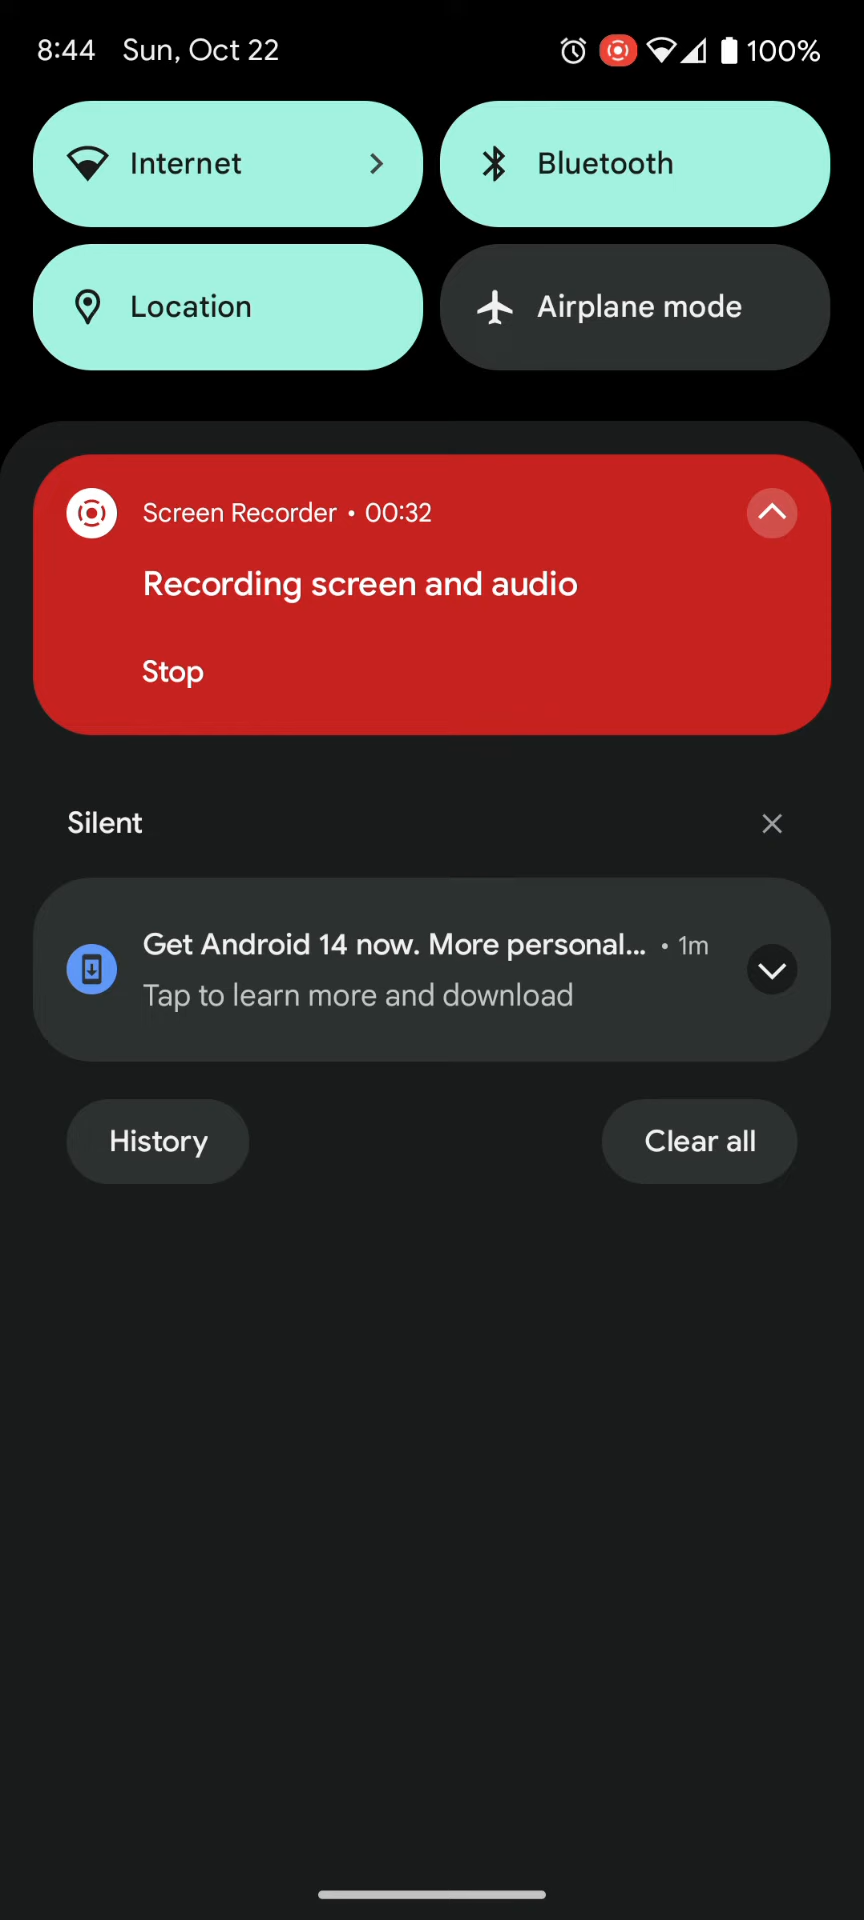 8:44 Sun, Oct 22 100%
Internet Bluetooth
Location Airplane mode
Screen Recorder • 00:32
Recording screen and audio
Stop
Silent
Get Android 14 now. More personal... • 1m
Tap to learn more and download
History Clear all